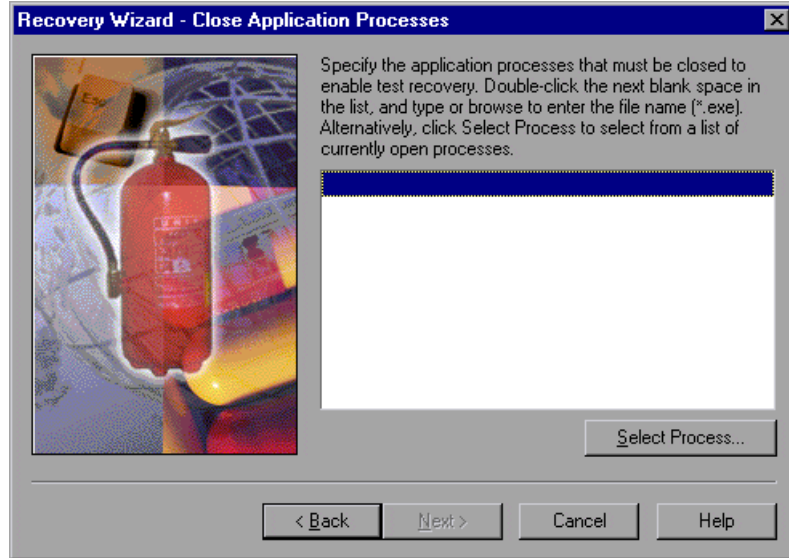 Recovery Wizard - Close Application Processes
Specify the application processes that must be closed to
enable test recovery. Double-click the next blank space in
the list, and type or browse to enter the file name (*.exe).
Alternatively, click Select Process to select from a list of
currently open processes.
Esc
Select Process...
< Back
Next >
Cancel
Help